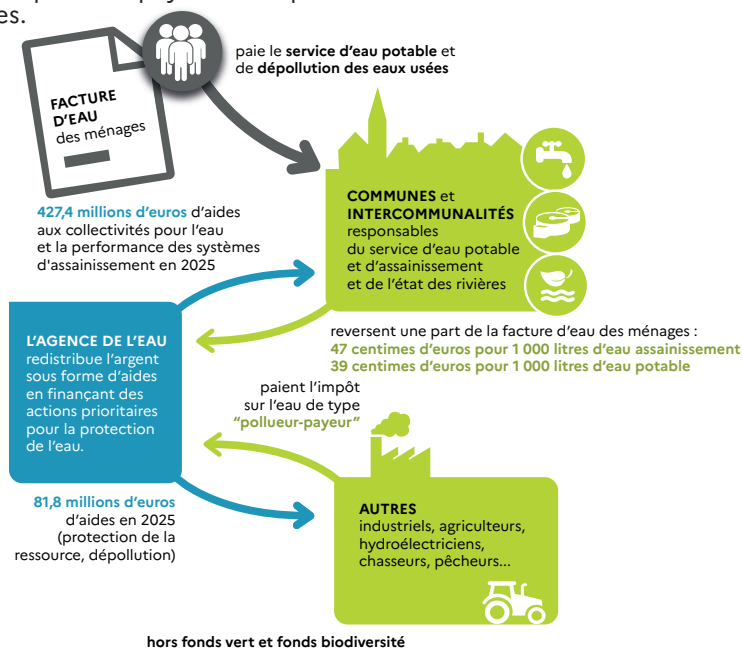 es.
paie le service d'eau potable et
de dépollution des eaux usées
FACTURE
D'EAU
des ménages
427,4 millions d'euros d'aides
aux collectivités pour l'eau
et la performance des systèmes
d'assainissement en 2025
COMMUNES et
INTERCOMMUNALITÉS
responsables
du service d'eau potable
et d'assainissement
et de l'état des rivières
L'AGENCE DE L'EAU
redistribue l'argent
sous forme d'aides
en finançant des
actions prioritaires
pour la protection
de l'eau.
reversent une part de la facture d'eau des ménages :
47 centimes d'euros pour 1 000 litres d'eau assainissement
39 centimes d'euros pour 1 000 litres d'eau potable
paient l'impôt
sur l'eau de type
“pollueur-payeur”
81,8 millions d'euros
d'aides en 2025
(protection de la
ressource, dépollution)
AUTRES
industriels, agriculteurs,
hydroélectriciens,
chasseurs, pêcheurs...
hors fonds vert et fonds biodiversité